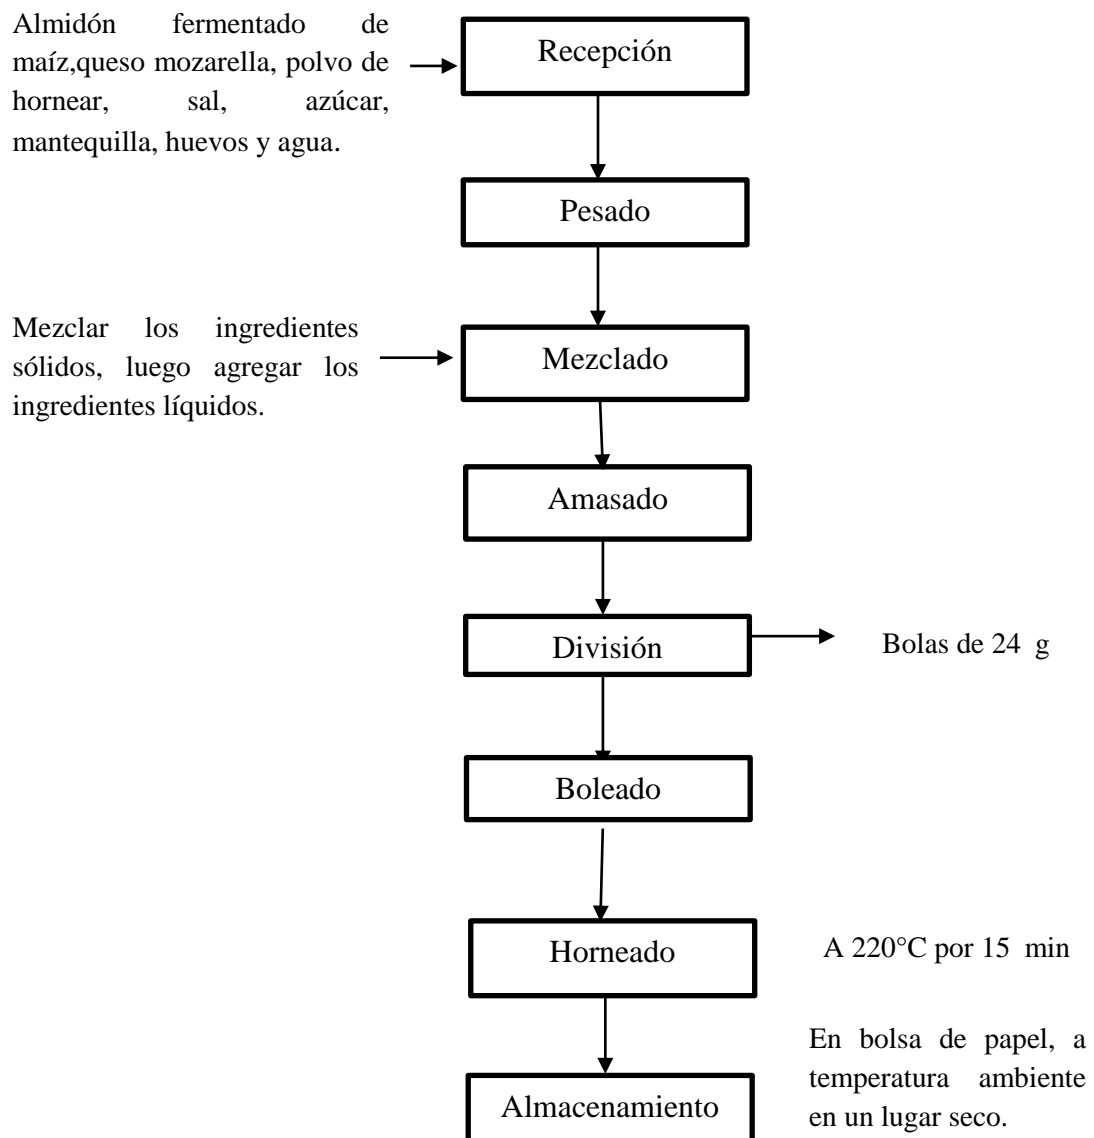 Almidón fermentado de
maíz,queso mozarella, polvo de
hornear, sal, azúcar,
mantequilla, huevos y agua.
Recepción
Pesado
Mezclar los ingredientes
sólidos, luego agregar los
ingredientes líquidos.
Mezclado
Amasado
División
Bolas de 24 g
Boleado
Horneado
A 220°C por 15 min
En bolsa de papel, a
temperatura ambiente
en un lugar seco.
Almacenamiento